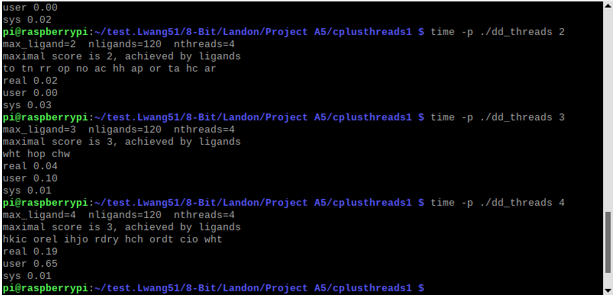 user 0.00
sys 0.02
pi@raspberrypi:~/test.Lwang51/8-Bit/Landon/Project A5/cplusthreads1 $ time -p ./dd_threads 2
max_ligand=2  nligands=120  nthreads=4
maximal score is 2, achieved by ligands
to tn rr op no ac hh ap or ta hc ar
real 0.02
user 0.00
sys 0.03
pi@raspberrypi:~/test.Lwang51/8-Bit/Landon/Project A5/cplusthreads1 $ time -p ./dd_threads 3
max_ligand=3  nligands=120  nthreads=4
maximal score is 3, achieved by ligands
wht hop chw
real 0.04
user 0.10
sys 0.01
pi@raspberrypi:~/test.Lwang51/8-Bit/Landon/Project A5/cplusthreads1 $ time -p ./dd_threads 4
max_ligand=4  nligands=120  nthreads=4
maximal score is 3, achieved by ligands
hkic orel ihjo rdry hch ordt cio wht
real 0.19
user 0.65
sys 0.01
pi@raspberrypi:~/test.Lwang51/8-Bit/Landon/Project A5/cplusthreads1 $